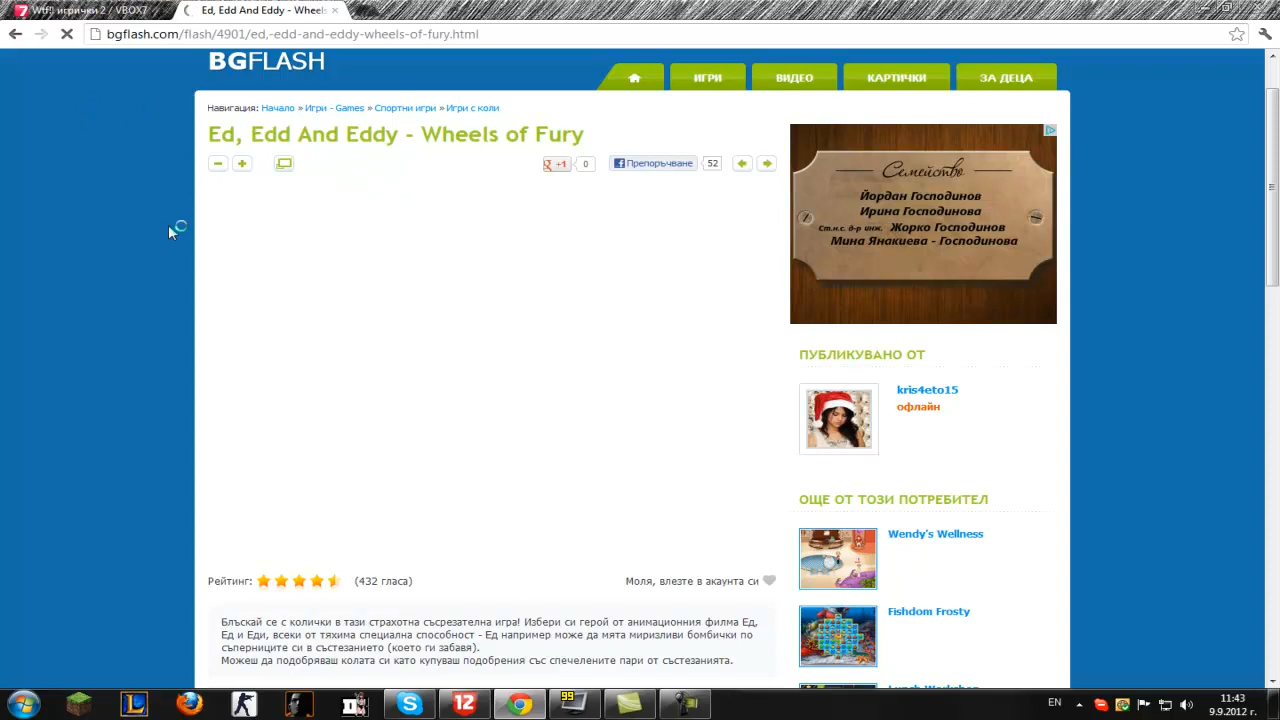 Wtf!! игрички 2 / VBOX7
Ed, Edd And Eddy - Wheels
bgflash.com/flash/4901/ed,-edd-and-eddy-wheels-of-fury.html
BGFLASH
ИГРИ
ВИДЕО
КАРТИЧКИ
ЗА ДЕЦА
Навигация: Начало » Игри - Games » Спортни игри » Игри с коли
Ed, Edd And Eddy - Wheels of Fury
+1
0
Препоръчване
52
Семейство
Йордан Господинов
Ирина Господинова
Ст.н.с. д-р инж. Жорко Господинов
Мина Янакиева - Господинова
ПУБЛИКУВАНО ОТ
kris4eto15
офлайн
ОЩЕ ОТ ТОЗИ ПОТРЕБИТЕЛ
Wendy's Wellness
Fishdom Frosty
Lunch Workshop
Рейтинг:
(432 гласа)
Моля, влезте в акаунта си
Блъскай се с колички в тази страхотна съсрезателна игра! Избери си герой от анимационния филма Ед,
Ед и Еди, всеки от тяхима специална способност - Ед например може да мята миризливи бомбички по
съперниците си в състезанието (което ги забавя).
Можеш да подобряваш колата си като купуваш подобрения със спечелените пари от състезанията.
12
99
EN
11:43
9.9.2012 г.